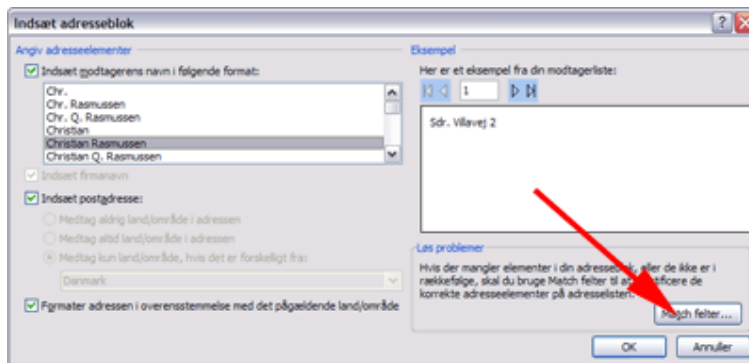 Indsæt adresseblok
Angiv adresseelementer
Indsæt modtagerens navn i følgende format:
Chr.
Chr. Rasmussen
Chr. Q. Rasmussen
Christian
Christian Rasmussen
Christian Q. Rasmussen
Indsæt firmanavn
Indsæt postadresse:
Medtag aldrig land/område i adressen
Medtag altid land/område i adressen
Medtag kun land/område, hvis det er forskelligt fra:
Danmark
Formater adressen i overensstemmelse med det pågældende land/område
Eksempel
Her er et eksempel fra din modtagerliste:
1
Sdr. Villavej 2
Løs problemer
Hvis der mangler elementer i din adresseblok, eller de ikke er i
rækkefølge, skal du bruge Match felter til at identificere de
korrekte adresseelementer på adresselisten.
Match felter...
OK
Annuller